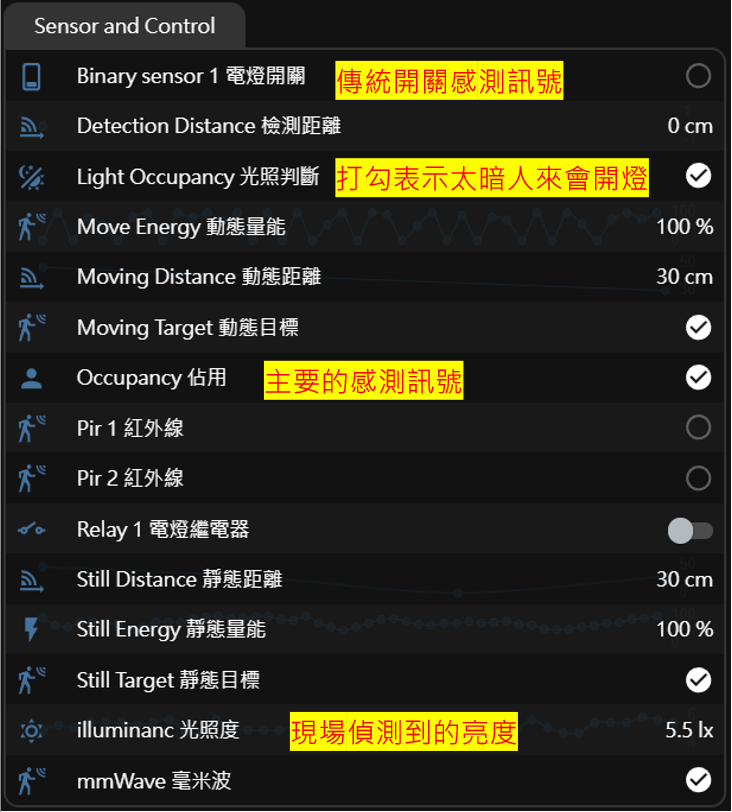 Sensor and Control
Binary sensor 1 電燈開關 傳統開關感測訊號
Detection Distance 檢測距離 0 cm
Light Occupancy 光照判斷 打勾表示太暗人來會開燈
Move Energy 動態量能 100 %
Moving Distance 動態距離 30 cm
Moving Target 動態目標
Occupancy 佔用 主要的感測訊號
Pir 1 紅外線
Pir 2 紅外線
Relay 1 電燈繼電器
Still Distance 靜態距離 30 cm
Still Energy 靜態量能 100 %
Still Target 靜態目標
illuminanc 光照度 現場偵測到的亮度 5.5 lx
mmWave 毫米波